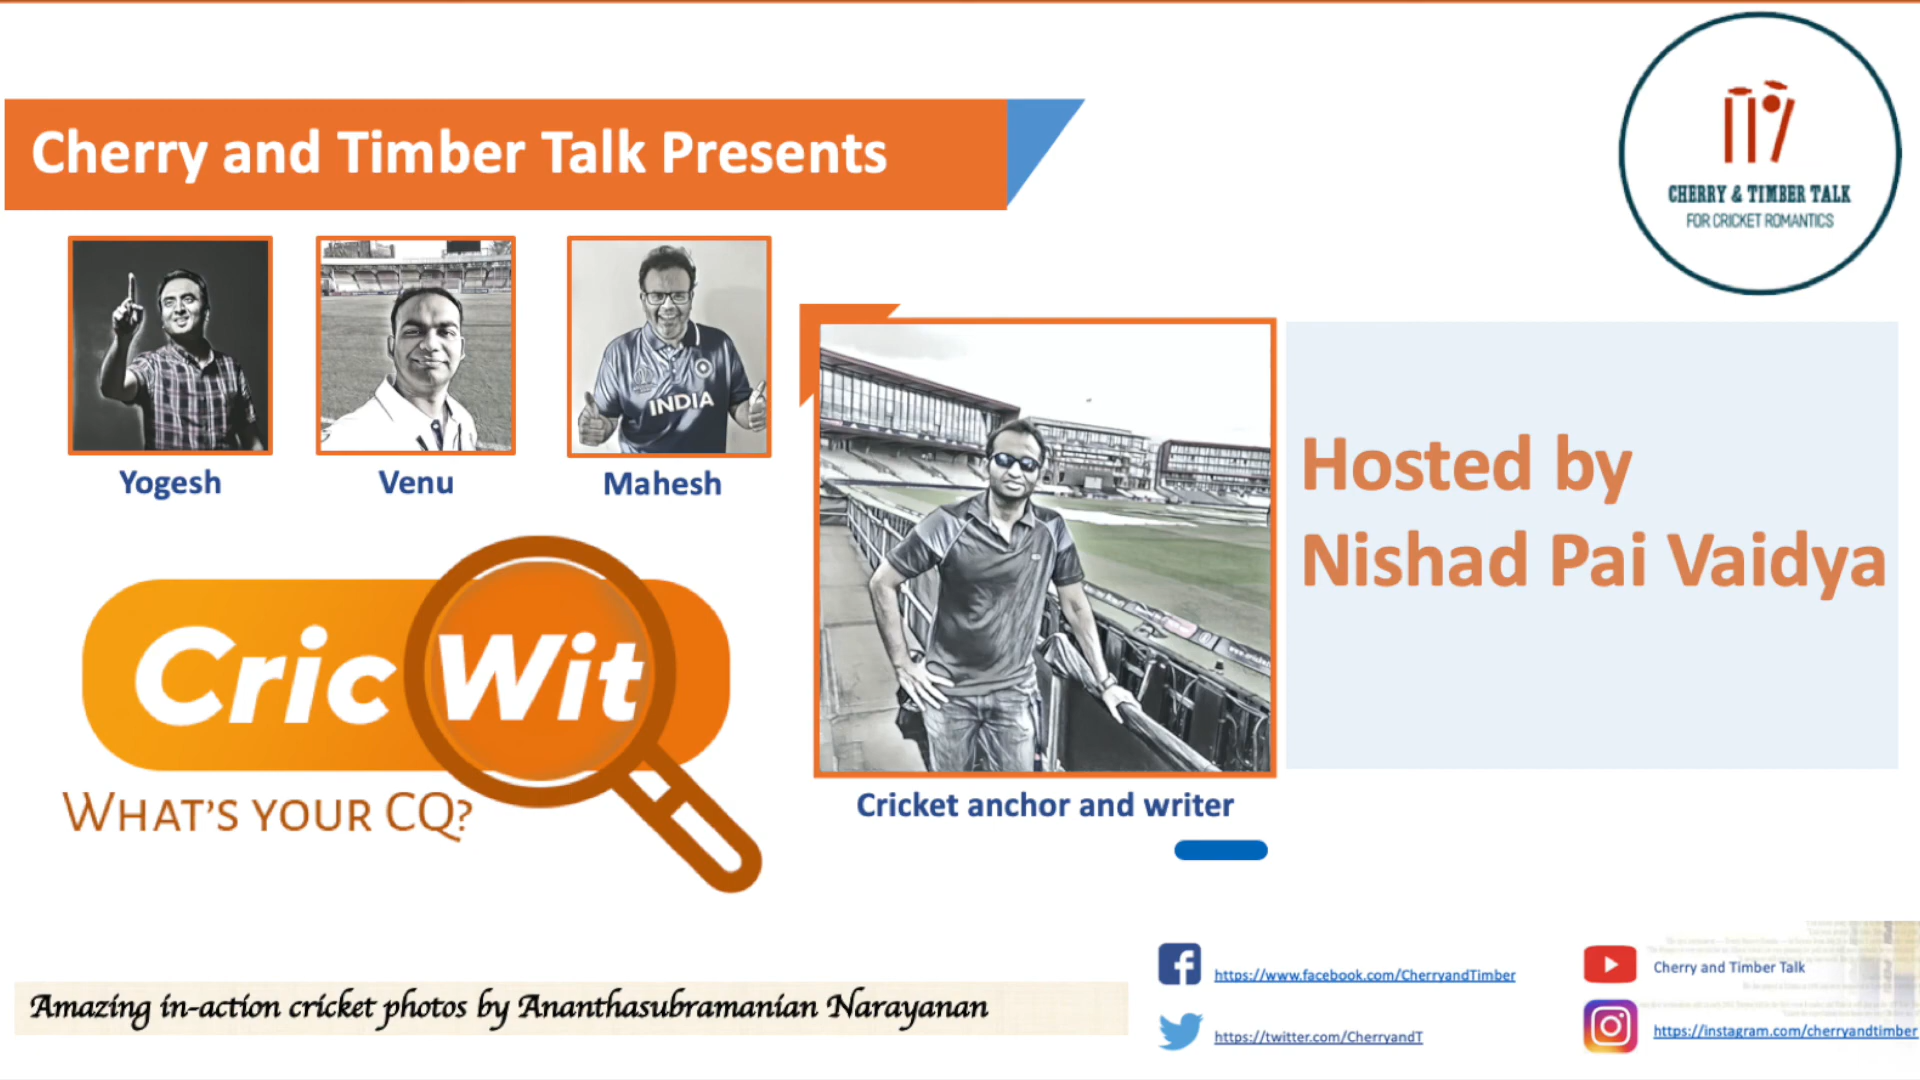 Cherry and Timber Talk Presents
CHERRY & TIMBER TALK
FOR CRICKET ROMANTICS
INDIA
Yogesh
Venu
Mahesh
Hosted by
Nishad Pai Vaidya
Cric Wit
WHAT'S YOUR CQ?
Cricket anchor and writer
Amazing in-action cricket photos by Ananthasubramanian Narayanan
https://www.facebook.com/CherryandTimber
https://twitter.com/CherryandT
Cherry and Timber Talk
https://instagram.com/cherryandtimber